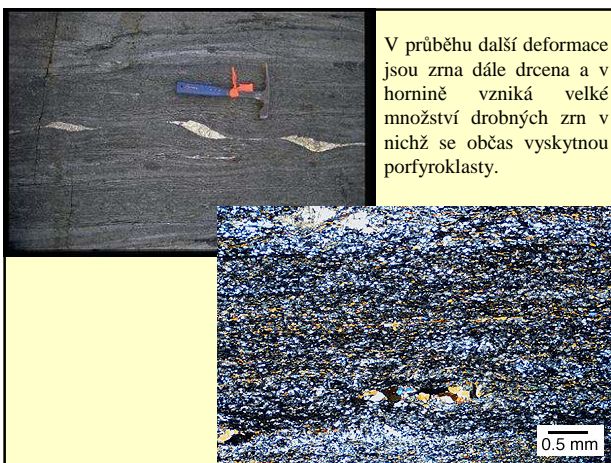 V průběhu další deformace
jsou zrna dále drcena a v
hornině vzniká velké
množství drobných zrn v
nichž se občas vyskytnou
porfyroklasty.
0.5 mm